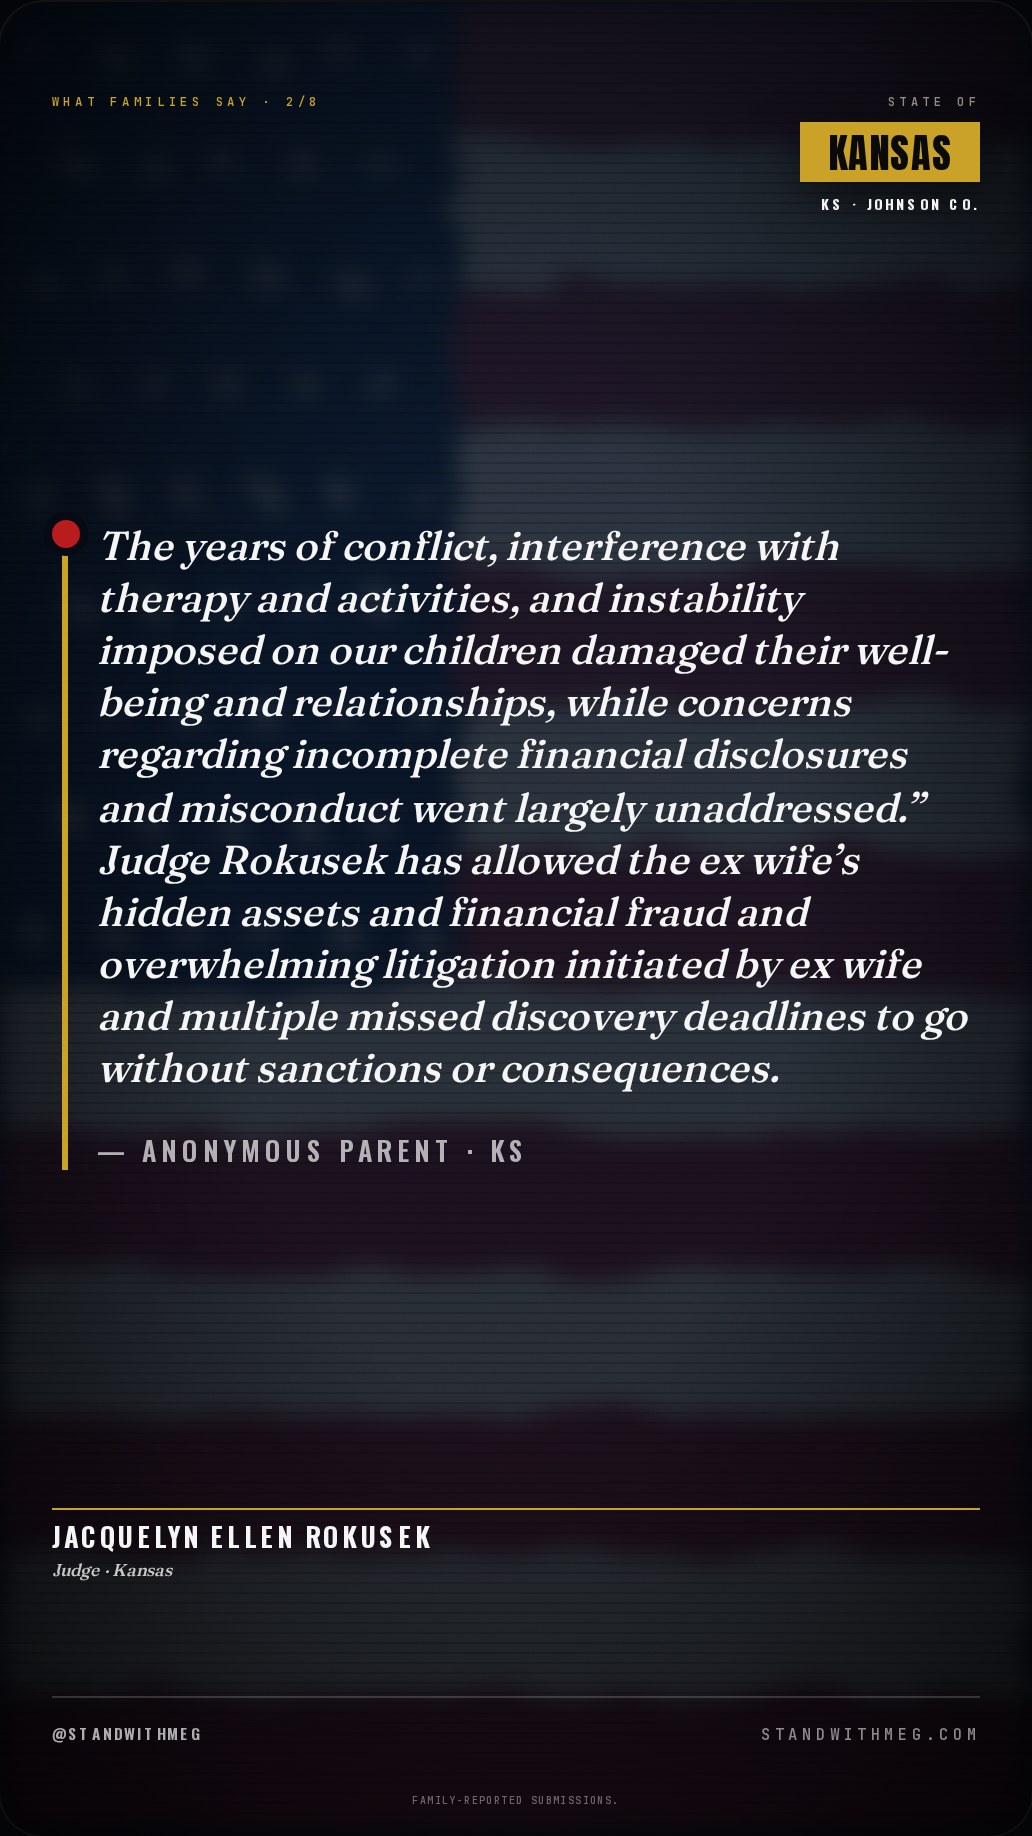 WHAT FAMILIES SAY · 2/8
STATE OF
KANSAS
KS · JOHNSON CO.
The years of conflict, interference with
therapy and activities, and instability
imposed on our children damaged their well-
being and relationships, while concerns
regarding incomplete financial disclosures
and misconduct went largely unaddressed.”
Judge Rokusek has allowed the ex wife’s
hidden assets and financial fraud and
overwhelming litigation initiated by ex wife
and multiple missed discovery deadlines to go
without sanctions or consequences.
— ANONYMOUS PARENT · KS
JACQUELYN ELLEN ROKUSEK
Judge · Kansas
@STANDWITHMEG
STANDWITHMEG.COM
FAMILY-REPORTED SUBMISSIONS.